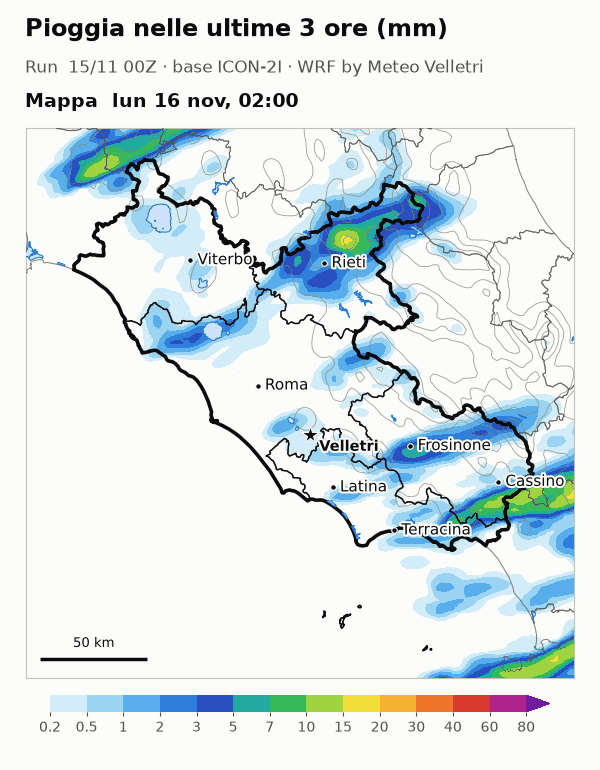 Pioggia nelle ultime 3 ore (mm)
Run 15/11 00Z · base ICON-2I · WRF by Meteo Velletri
Mappa lun 16 nov, 02:00
Viterbo
Rieti
Roma
Velletri
Frosinone
Latina
Cassino
Terracina
50 km
0.2 0.5 1 2 3 5 7 10 15 20 30 40 60 80